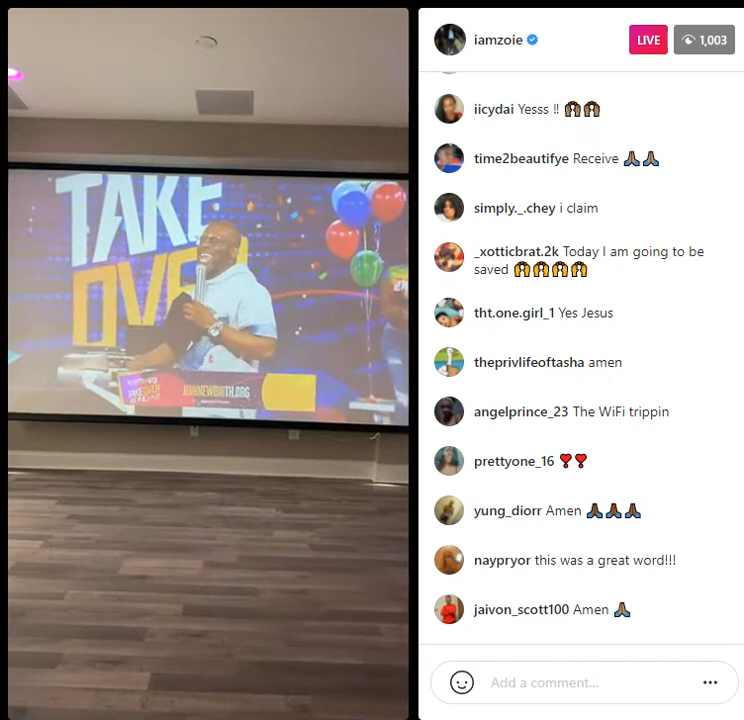 TAKE
OVER
JOINNEWBIRTH.ORG
iamzoie
LIVE
1,003
iicydai Yesss !!
time2beautifye Receive
simply._.chey i claim
_xotticbrat.2k Today I am going to be
saved
tht.one.girl_1 Yes Jesus
theprivlifeoftasha amen
angelprince_23 The WiFi trippin
prettyone_16
yung_diorr Amen
naypryor this was a great word!!!
jaivon_scott100 Amen
Add a comment...